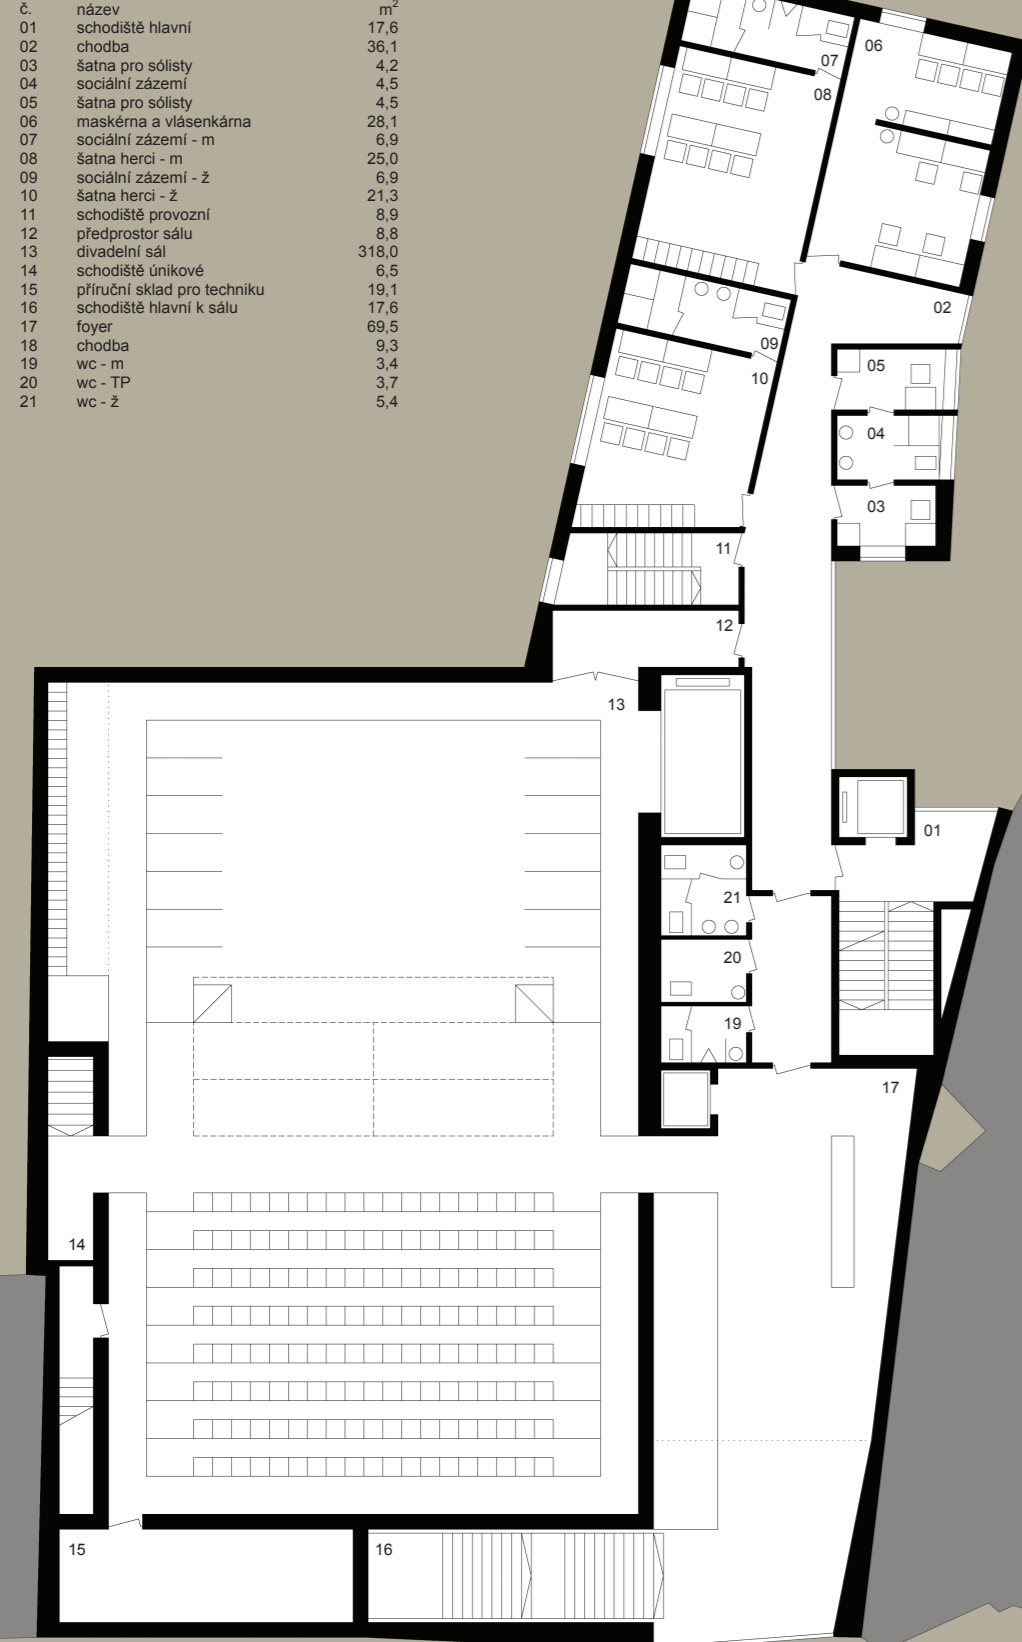 č. název m²
01 schodiště hlavní 17,6
02 chodba 36,1
03 šatna pro sólisty 4,2
04 sociální zázemí 4,5
05 šatna pro sólisty 4,5
06 maskérna a vlásenkárna 28,1
07 sociální zázemí - m 6,9
08 šatna herci - m 25,0
09 sociální zázemí - ž 6,9
10 šatna herci - ž 21,3
11 schodiště provozní 8,9
12 předprostor sálu 8,8
13 divadelní sál 318,0
14 schodiště únikové 6,5
15 příruční sklad pro techniku 19,1
16 schodiště hlavní k sálu 17,6
17 foyer 69,5
18 chodba 9,3
19 wc - m 3,4
20 wc - TP 3,7
21 wc - ž 5,4
06
07
08
02
09
05
10
04
03
11
12
13
01
21
20
19
17
14
15
16